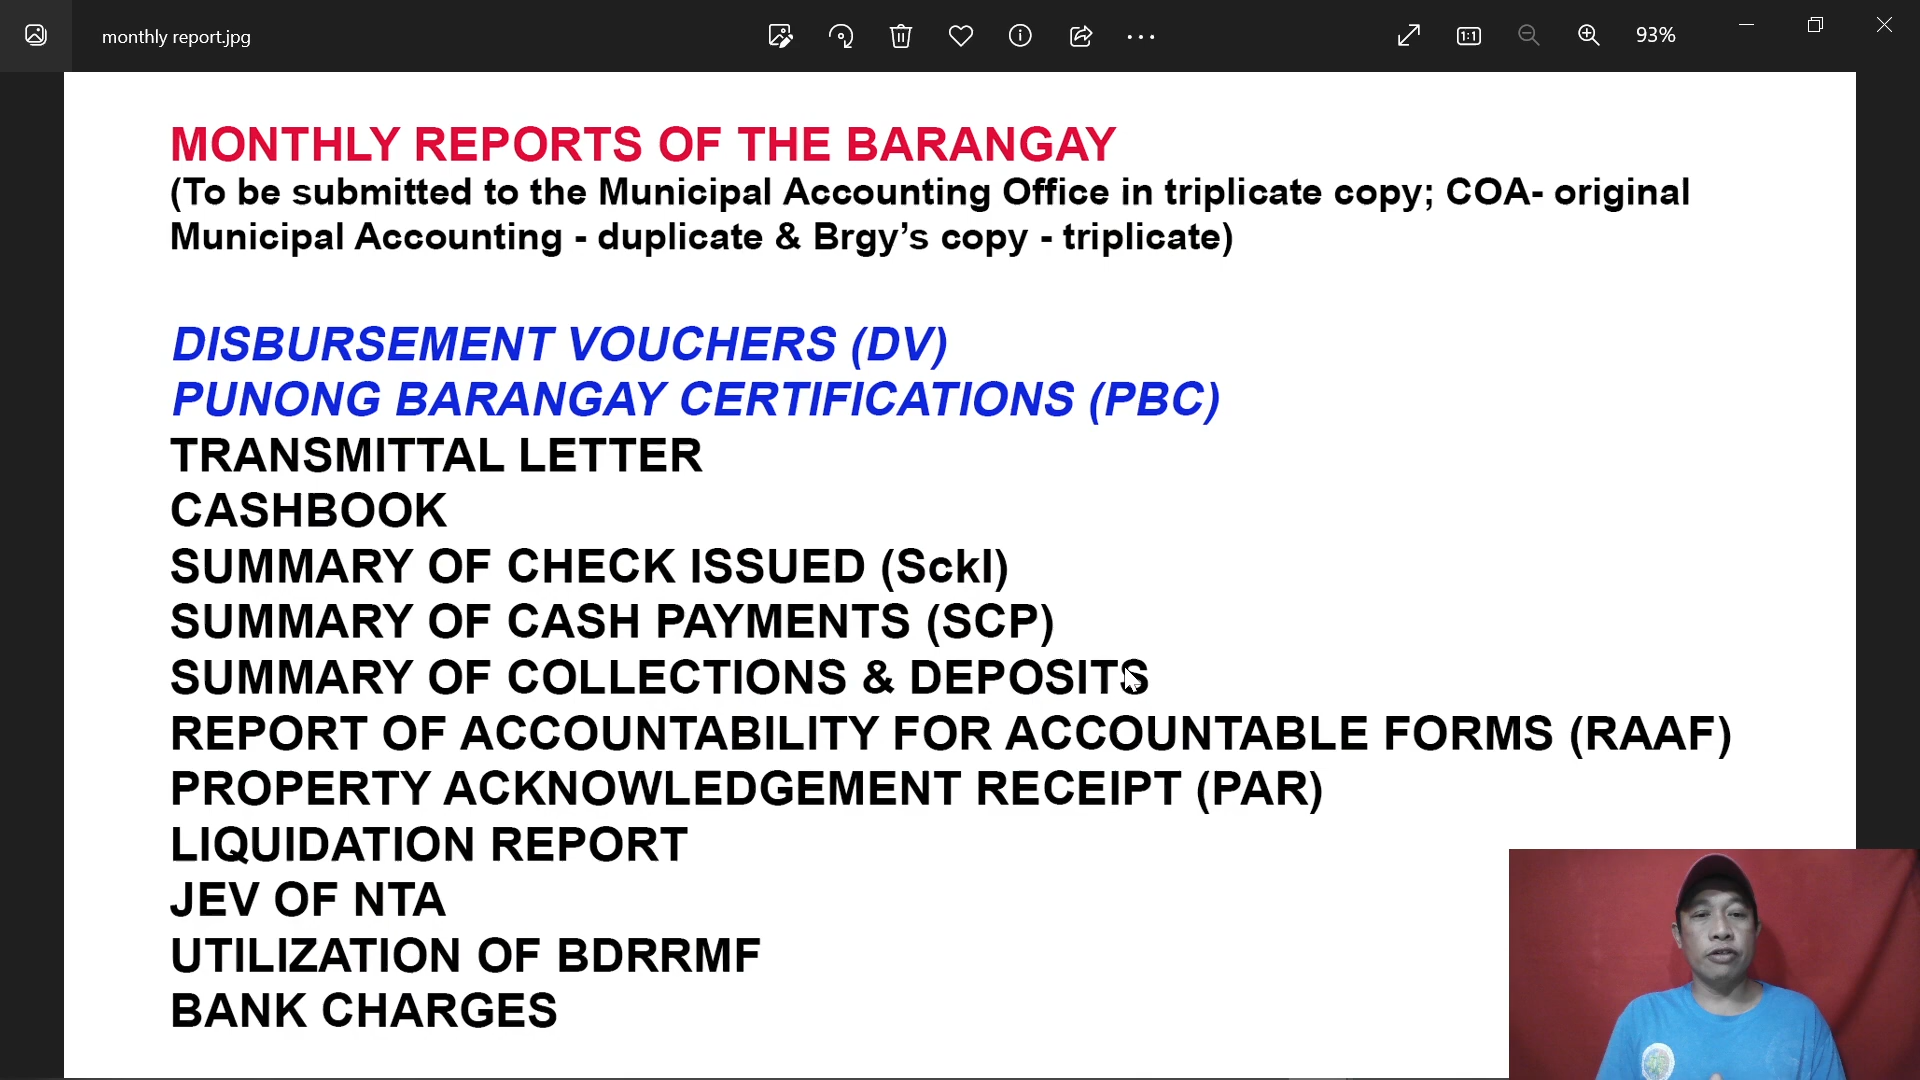 monthly report.jpg
93%
MONTHLY REPORTS OF THE BARANGAY
(To be submitted to the Municipal Accounting Office in triplicate copy; COA- original
Municipal Accounting - duplicate & Brgy’s copy - triplicate)
DISBURSEMENT VOUCHERS (DV)
PUNONG BARANGAY CERTIFICATIONS (PBC)
TRANSMITTAL LETTER
CASHBOOK
SUMMARY OF CHECK ISSUED (SckI)
SUMMARY OF CASH PAYMENTS (SCP)
SUMMARY OF COLLECTIONS & DEPOSITS
REPORT OF ACCOUNTABILITY FOR ACCOUNTABLE FORMS (RAAF)
PROPERTY ACKNOWLEDGEMENT RECEIPT (PAR)
LIQUIDATION REPORT
JEV OF NTA
UTILIZATION OF BDRRMF
BANK CHARGES